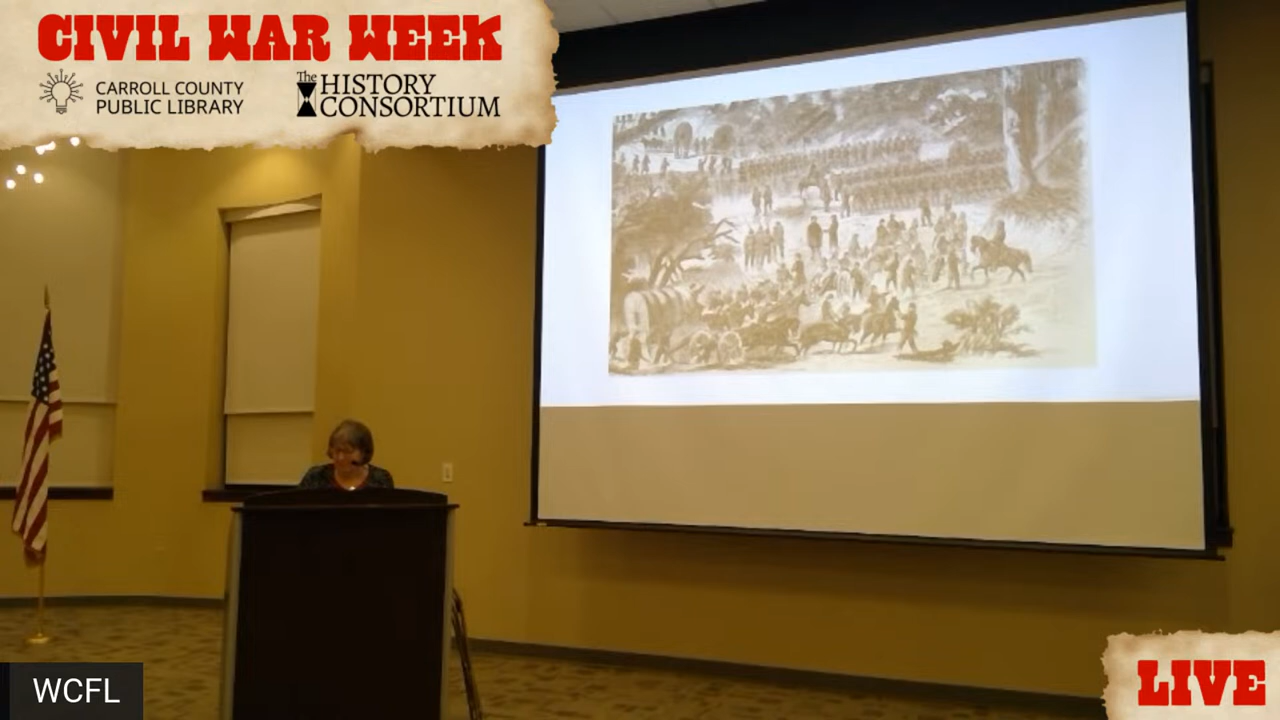 CIVIL WAR WEEK
CARROLL COUNTY
PUBLIC LIBRARY
The HISTORY
CONSORTIUM
WCFL
LIVE